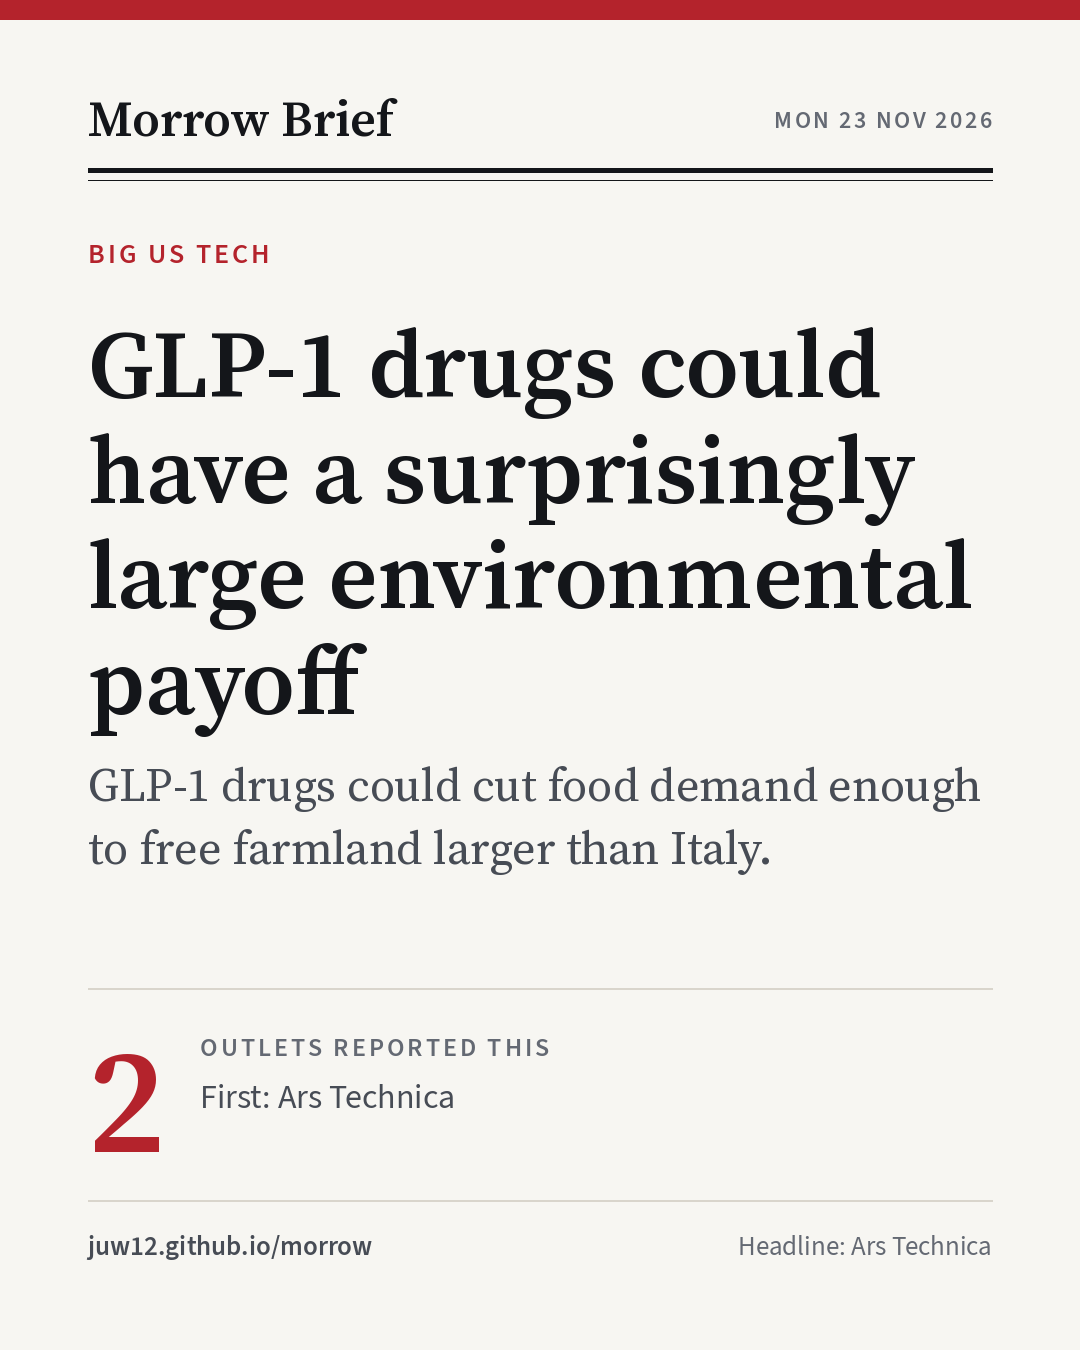 Morrow Brief
MON 23 NOV 2026
BIG US TECH
GLP-1 drugs could
have a surprisingly
large environmental
payoff
GLP-1 drugs could cut food demand enough
to free farmland larger than Italy.
2
OUTLETS REPORTED THIS
First: Ars Technica
juw12.github.io/morrow
Headline: Ars Technica